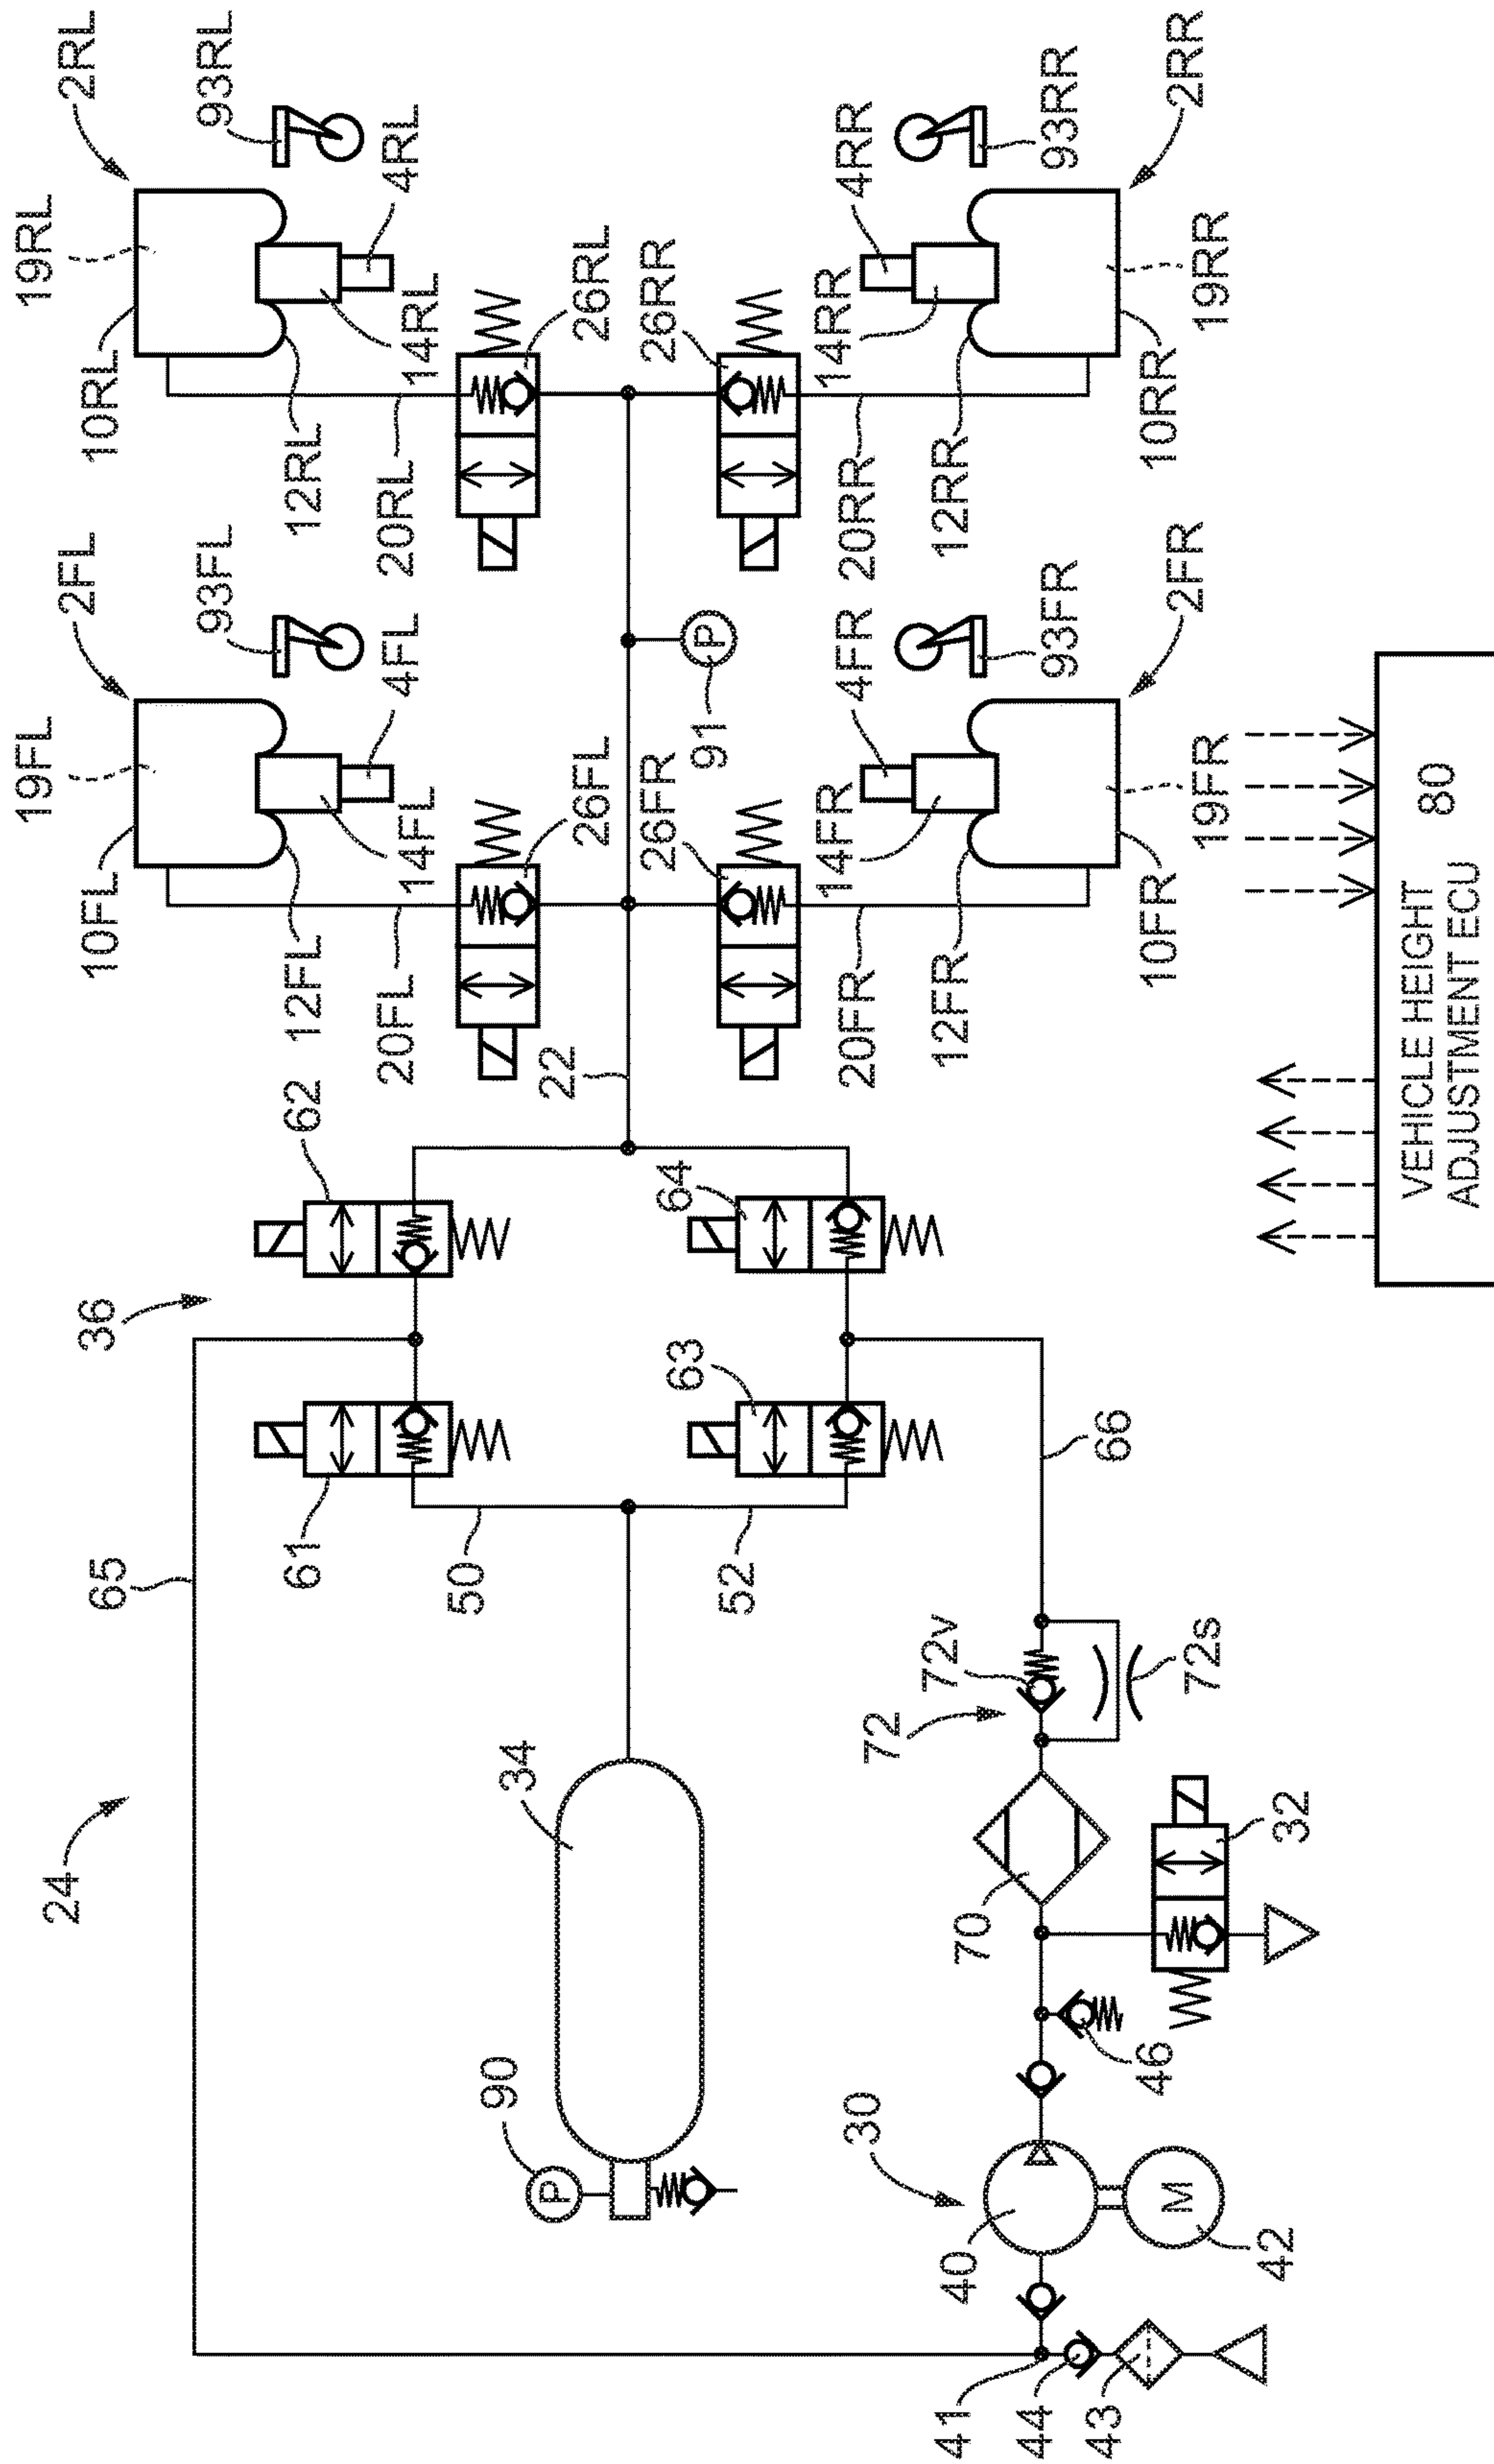 2RL
93RL
19RL
4RL
10RL
14RL
12RL
26RL
20RL
26RR
4RR
93RR
2RR
14RR
19RR
12RR
10RR
20RR
2FL
93FL
19FL
4FL
10FL
14FL
12FL
26FL
20FL
P
91
26FR
4FR
93FR
2FR
14FR
19FR
12FR
10FR
20FR
22
62
64
36
63
61
65
50
52
66
72v
72
72s
34
24
70
32
90
P
46
30
40
M
42
41
44
43
VEHICLE HEIGHT
ADJUSTMENT ECU
80